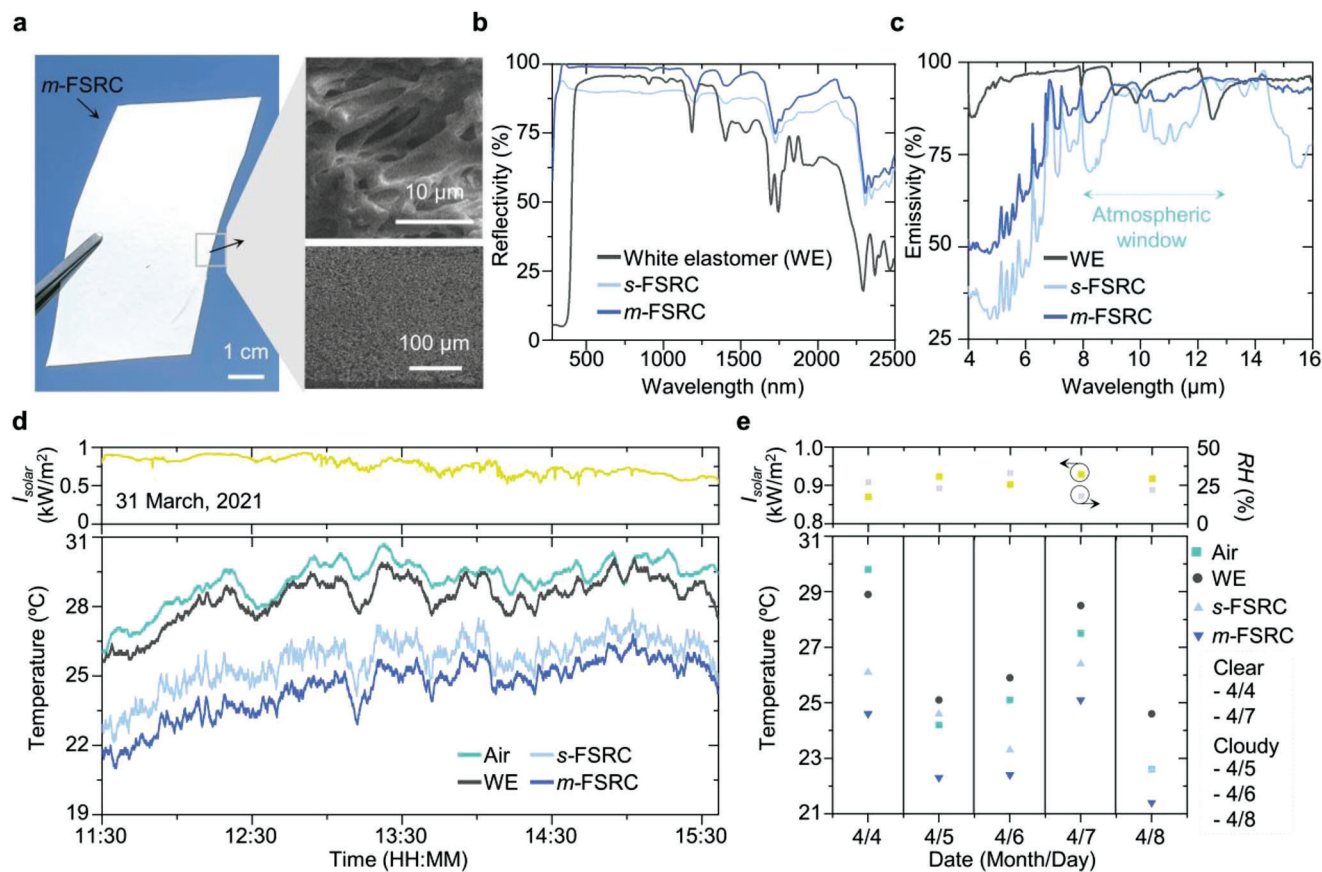 a
m-FSRC
1 cm
10 μm
100 μm
b
Reflectivity (%)
100
75
50
25
0
White elastomer (WE)
s-FSRC
m-FSRC
500
1000
1500
2000
2500
Wavelength (nm)
c
Emissivity (%)
100
75
50
25
Atmospheric
window
WE
s-FSRC
m-FSRC
4
6
8
10
12
14
16
Wavelength (μm)
d
Isolar
(kW/m²)
1
0.5
0
31 March, 2021
Temperature (ºC)
31
28
25
22
19
Air
WE
s-FSRC
m-FSRC
11:30
12:30
13:30
14:30
15:30
Time (HH:MM)
e
Isolar
(kW/m²)
1.0
0.9
0.8
50
25
0
RH (%)
Temperature (ºC)
31
29
27
25
23
21
4/4
4/5
4/6
4/7
4/8
Date (Month/Day)
Air
WE
s-FSRC
m-FSRC
Clear
- 4/4
- 4/7
Cloudy
- 4/5
- 4/6
- 4/8